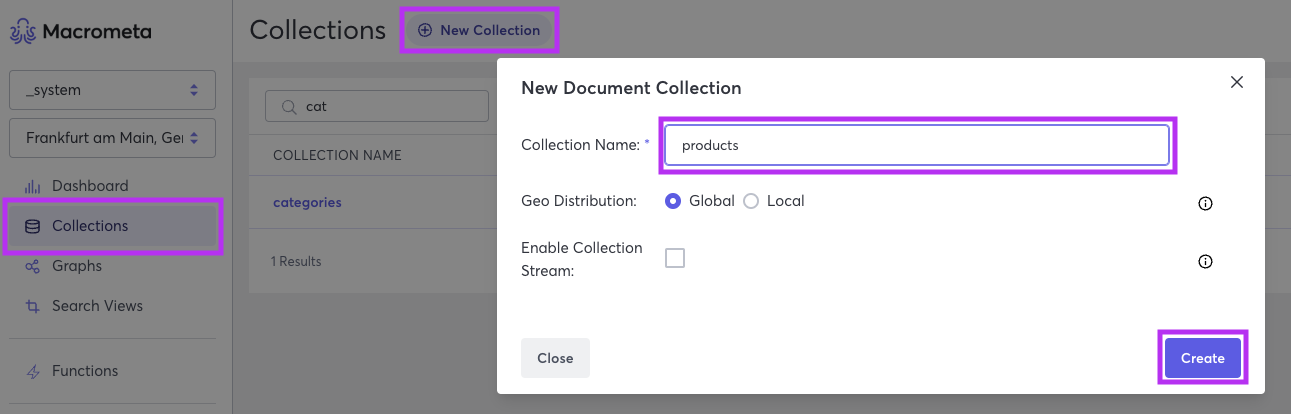 Macrometa
_system
Frankfurt am Main, Ger
Dashboard
Collections
Graphs
Search Views
Functions
Collections
New Collection
cat
COLLECTION NAME
categories
1 Results
New Document Collection
Collection Name: *
products
Geo Distribution:
Global
Local
Enable Collection
Stream:
Close
Create